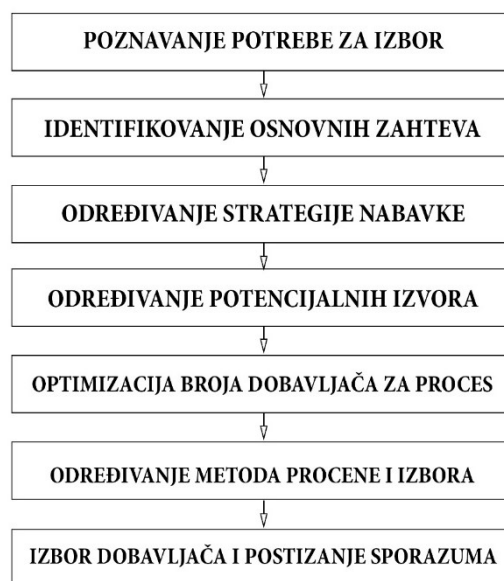 POZNAVANJE POTREBE ZA IZBOR
IDENTIFIKOVANJE OSNOVNIH ZAHTEVA
ODREĐIVANJE STRATEGIJE NABAVKE
ODREĐIVANJE POTENCIJALNIH IZVORA
OPTIMIZACIJA BROJA DOBAVLJAČA ZA PROCES
ODREĐIVANJE METODA PROCENE I IZBORA
IZBOR DOBAVLJAČA I POSTIZANJE SPORAZUMA